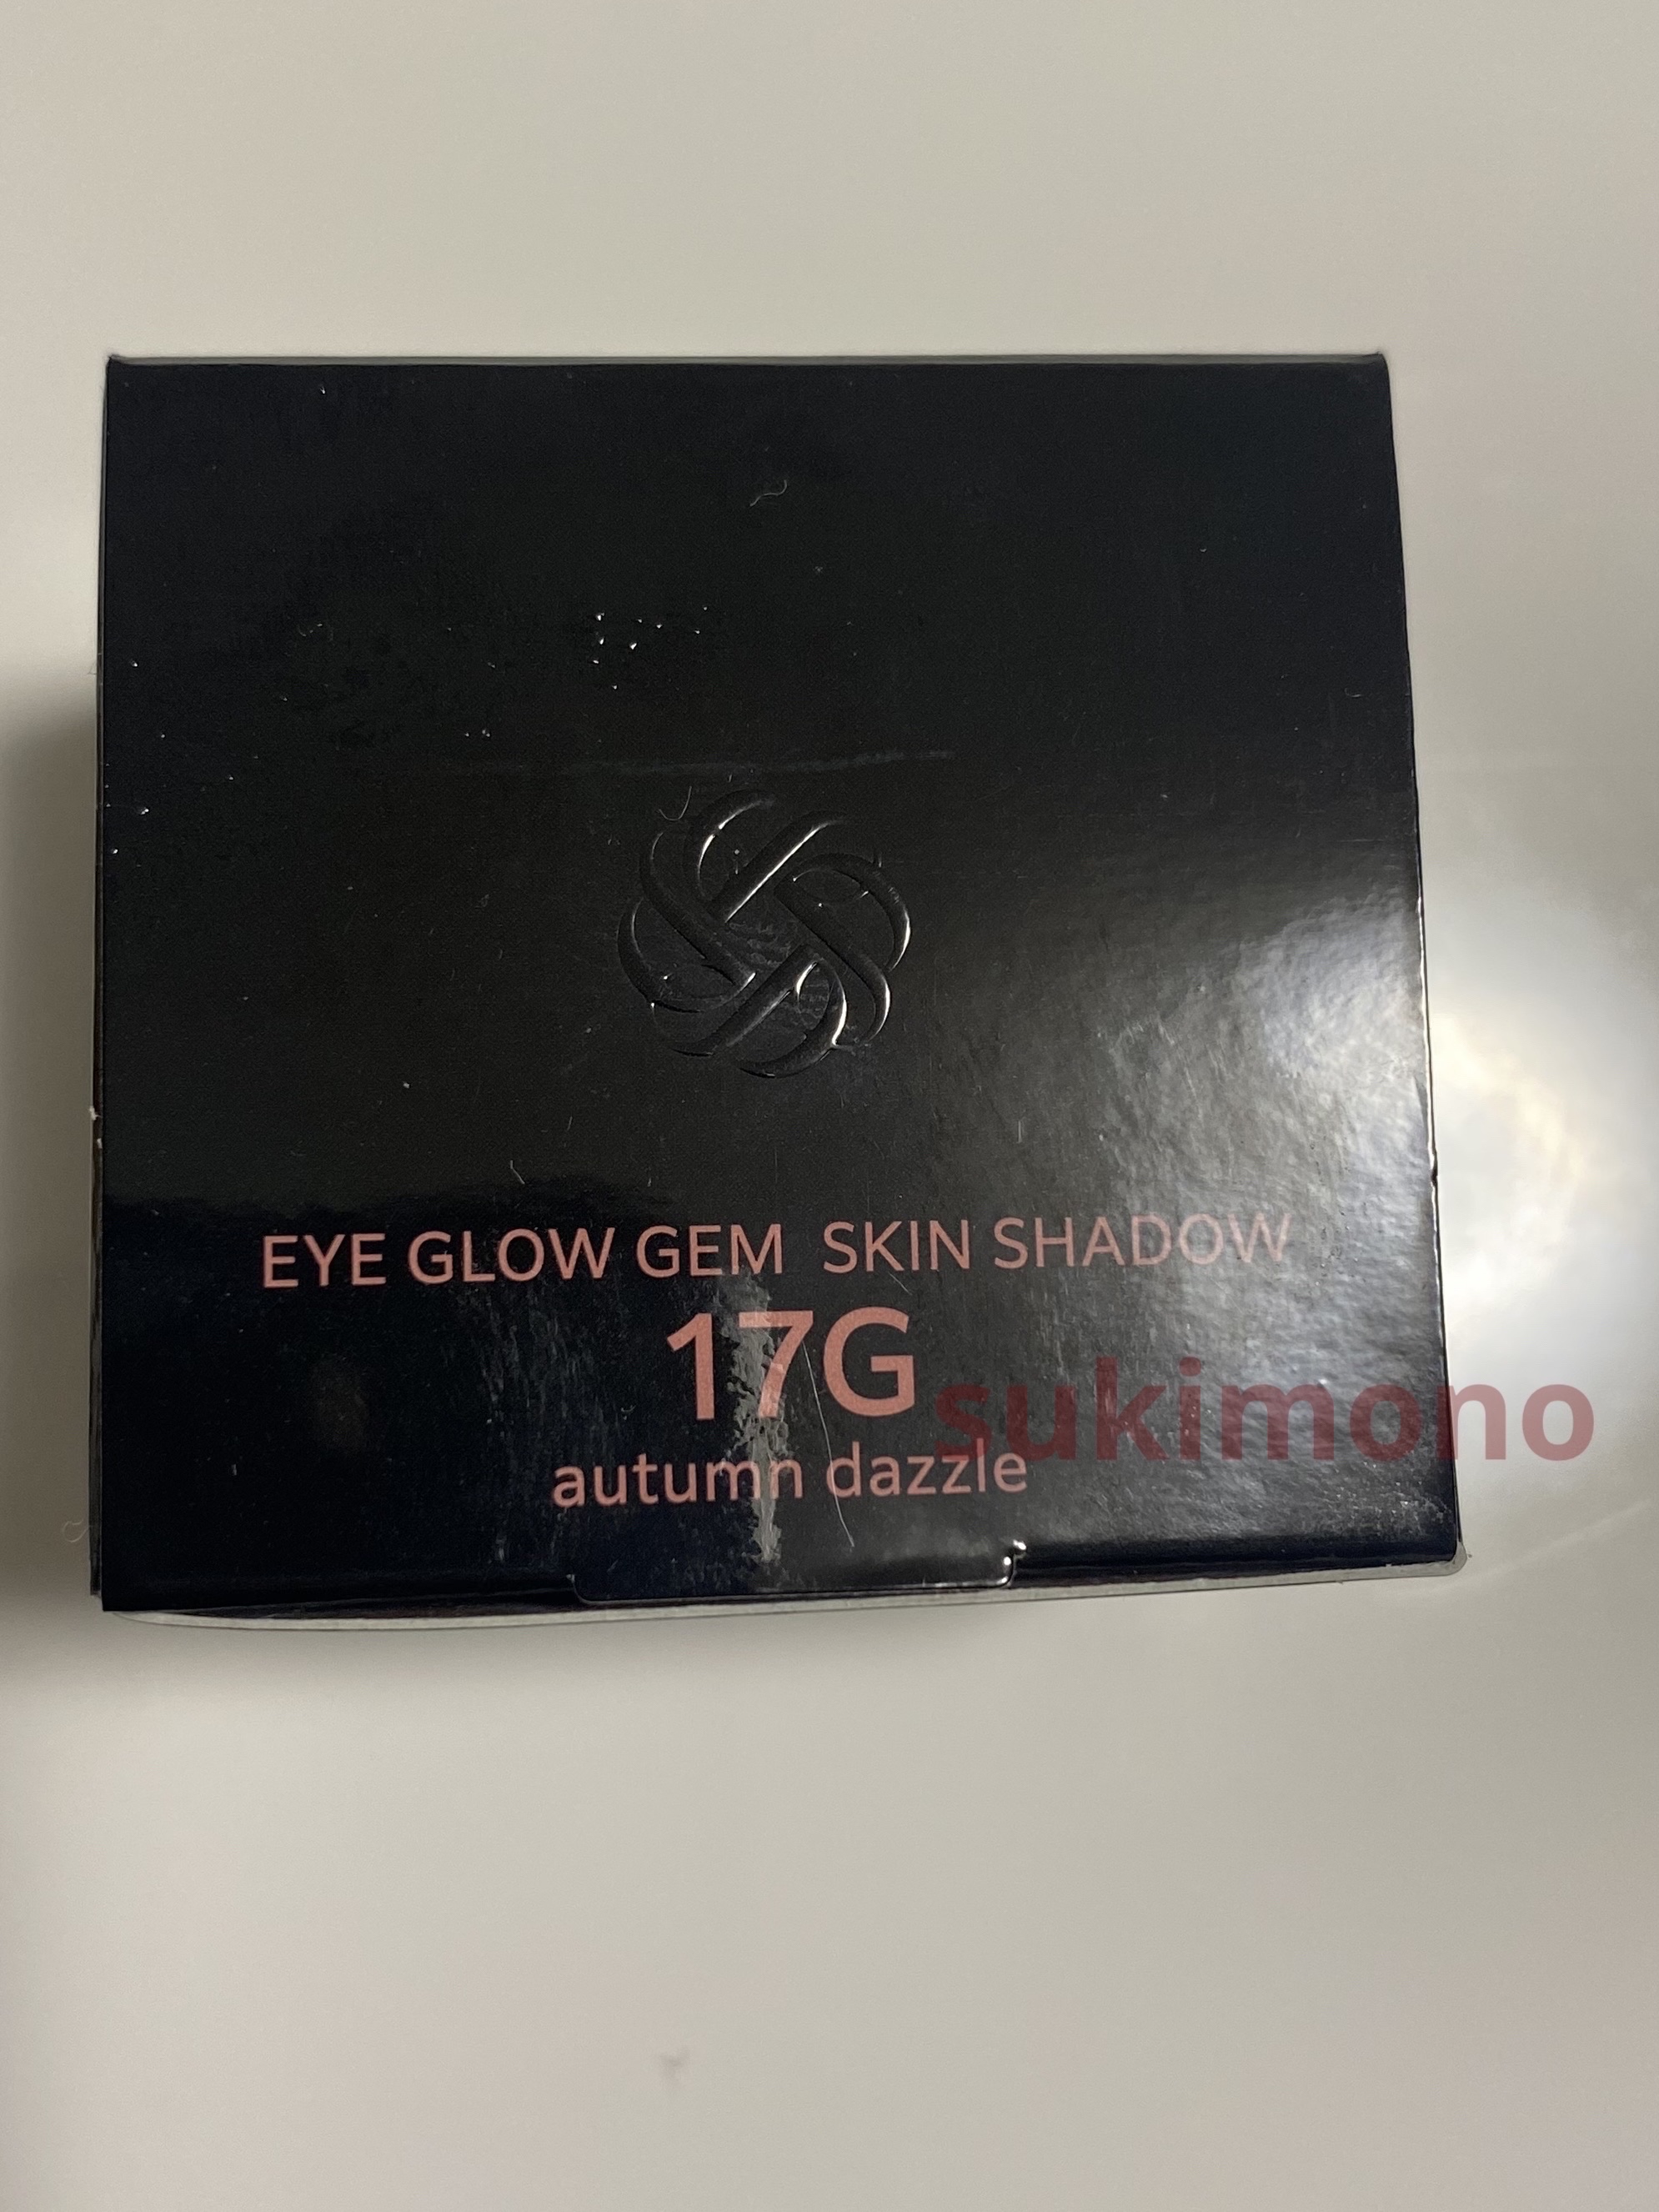 EYE GLOW GEM SKIN SHADOW
17G
sukimono
autumn dazzle